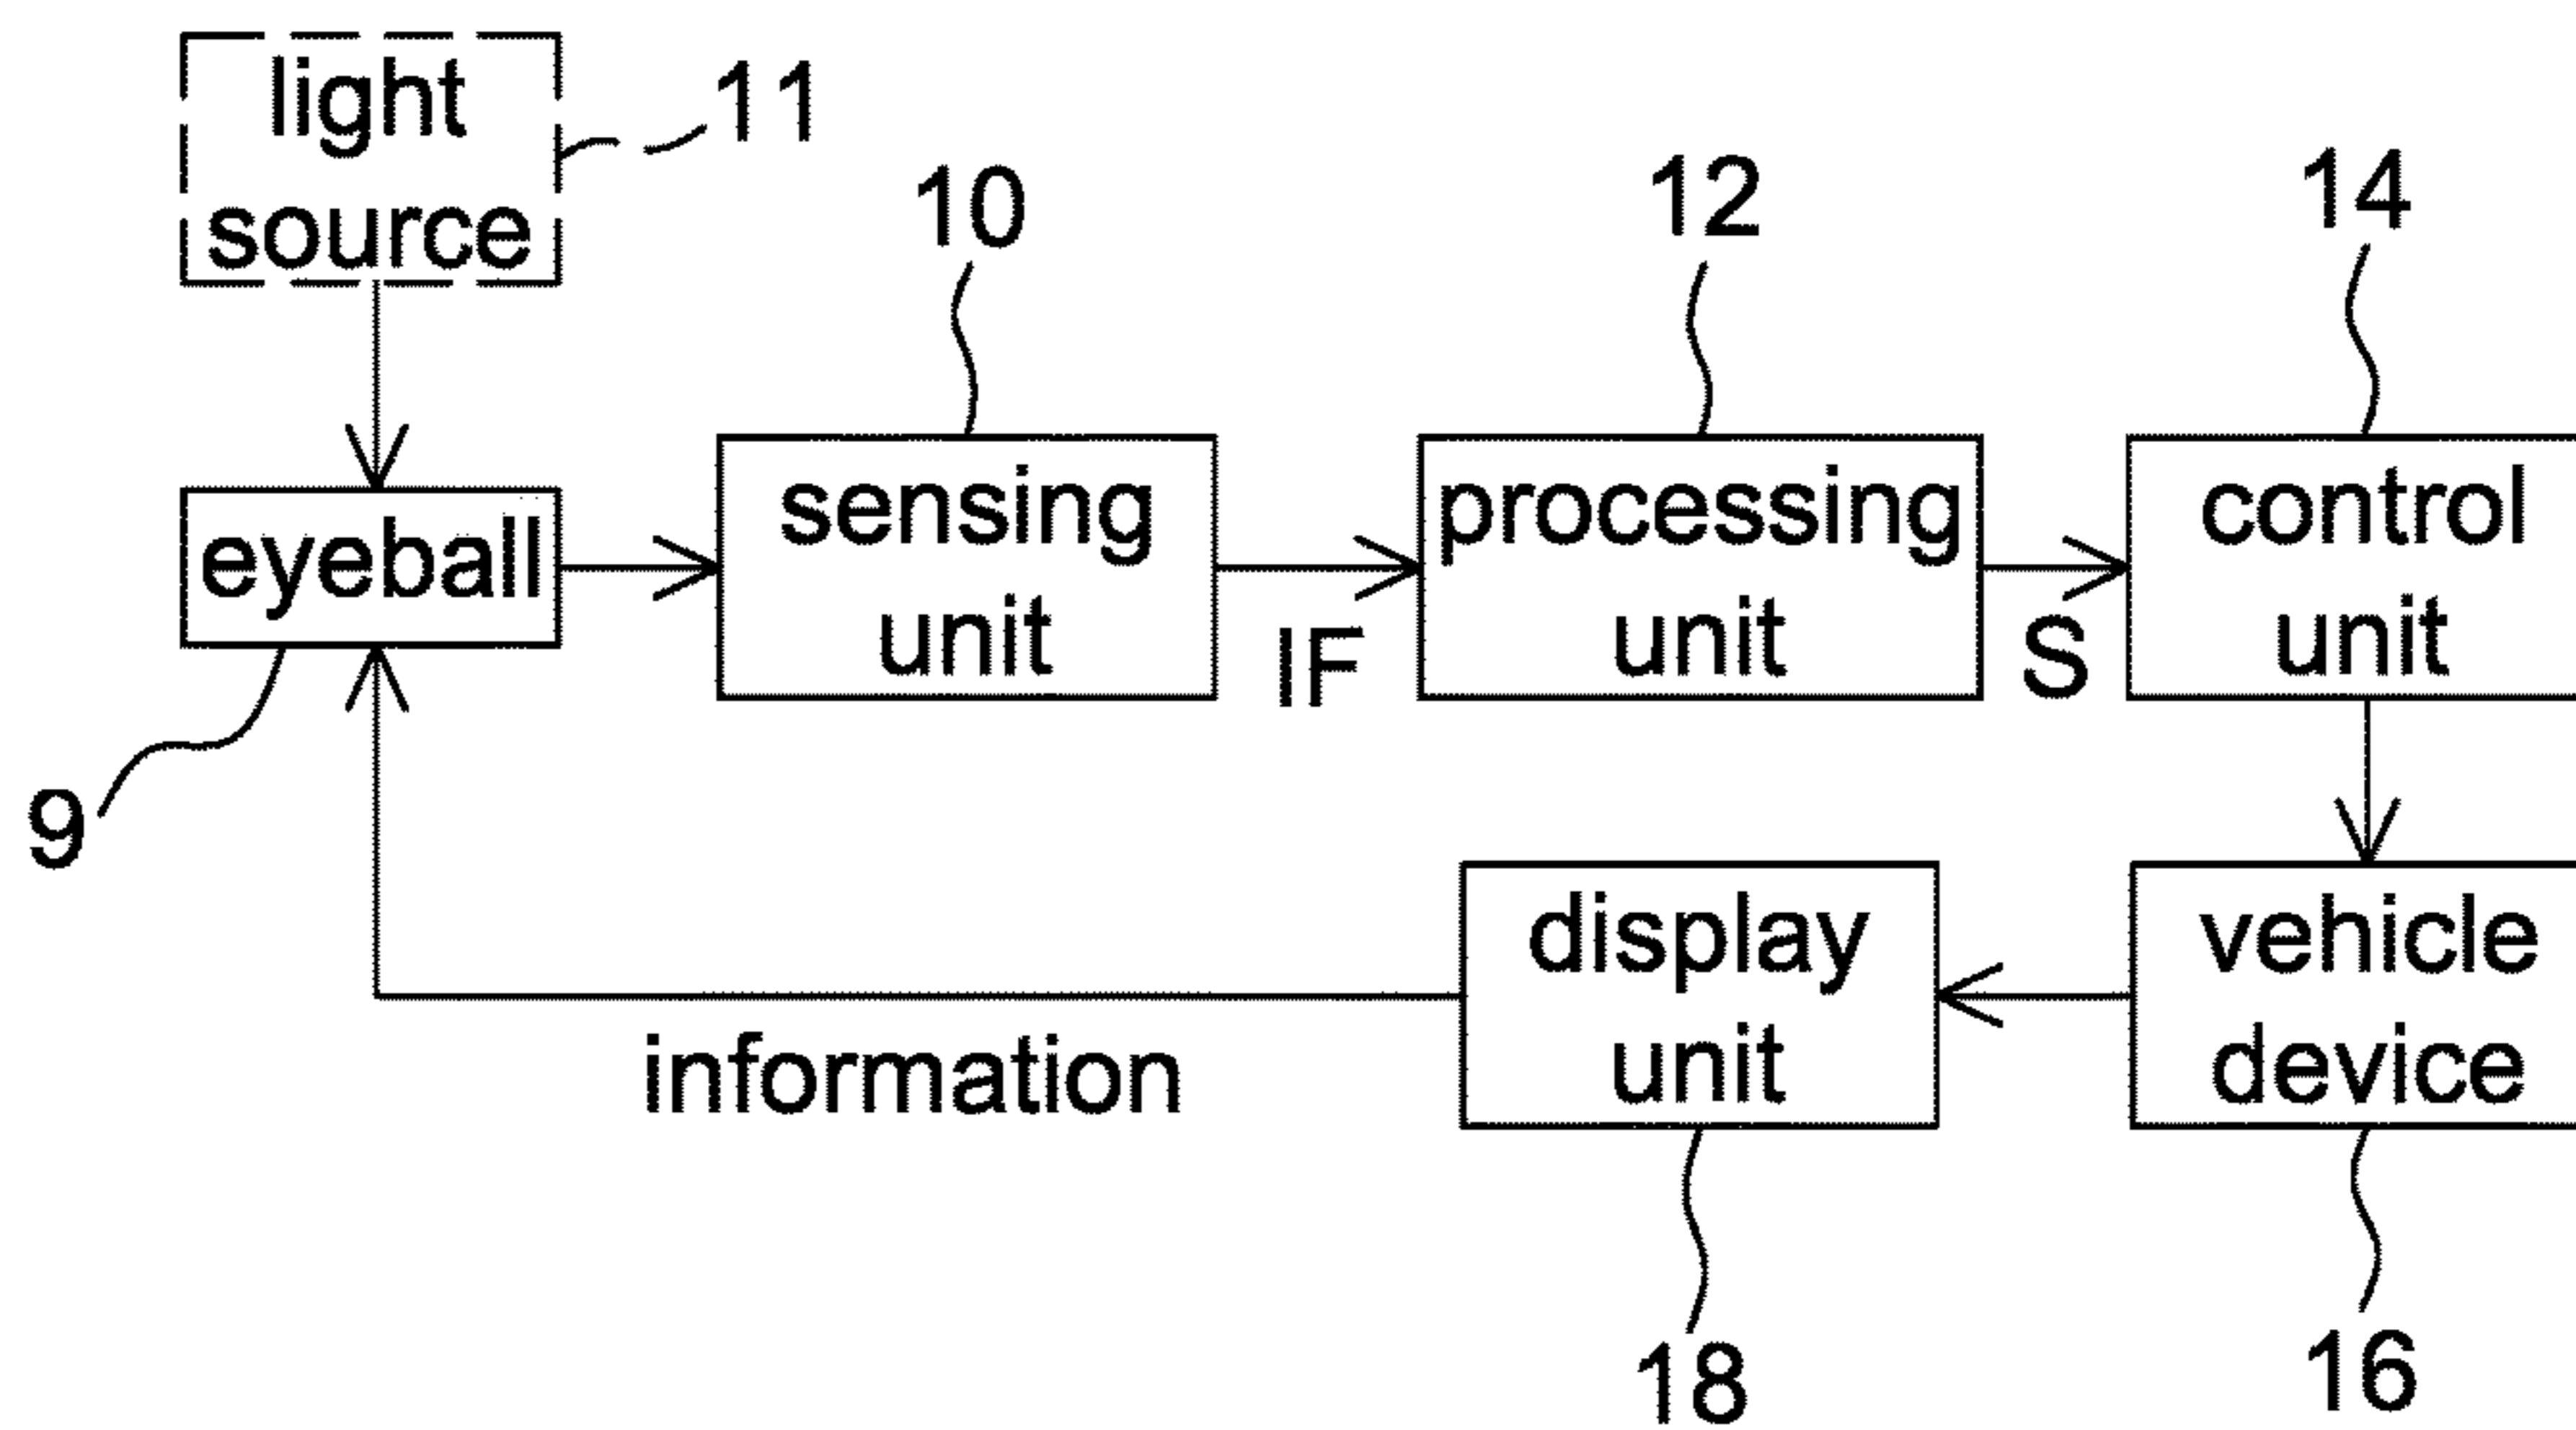 light
source
11
10
12
14
eyeball
sensing
unit
processing
unit
control
unit
IF
S
9
display
unit
vehicle
device
information
18
16